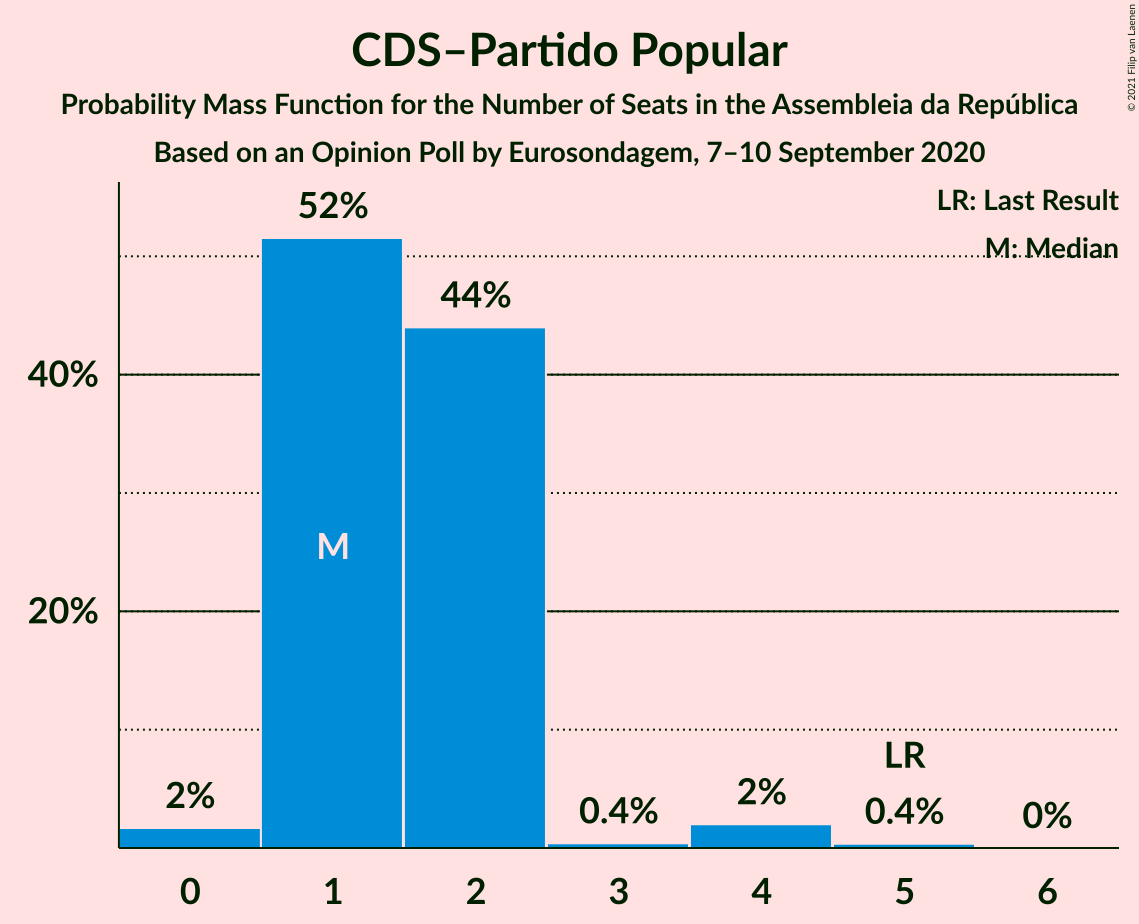 CDS–Partido Popular
Probability Mass Function for the Number of Seats in the Assembleia da República
Based on an Opinion Poll by Eurosondagem, 7–10 September 2020
© 2021 Filip van Laenen
LR: Last Result
M: Median
52%
44%
40%
M
20%
LR
2%
0.4%
2%
0.4%
0%
0 1 2 3 4 5 6